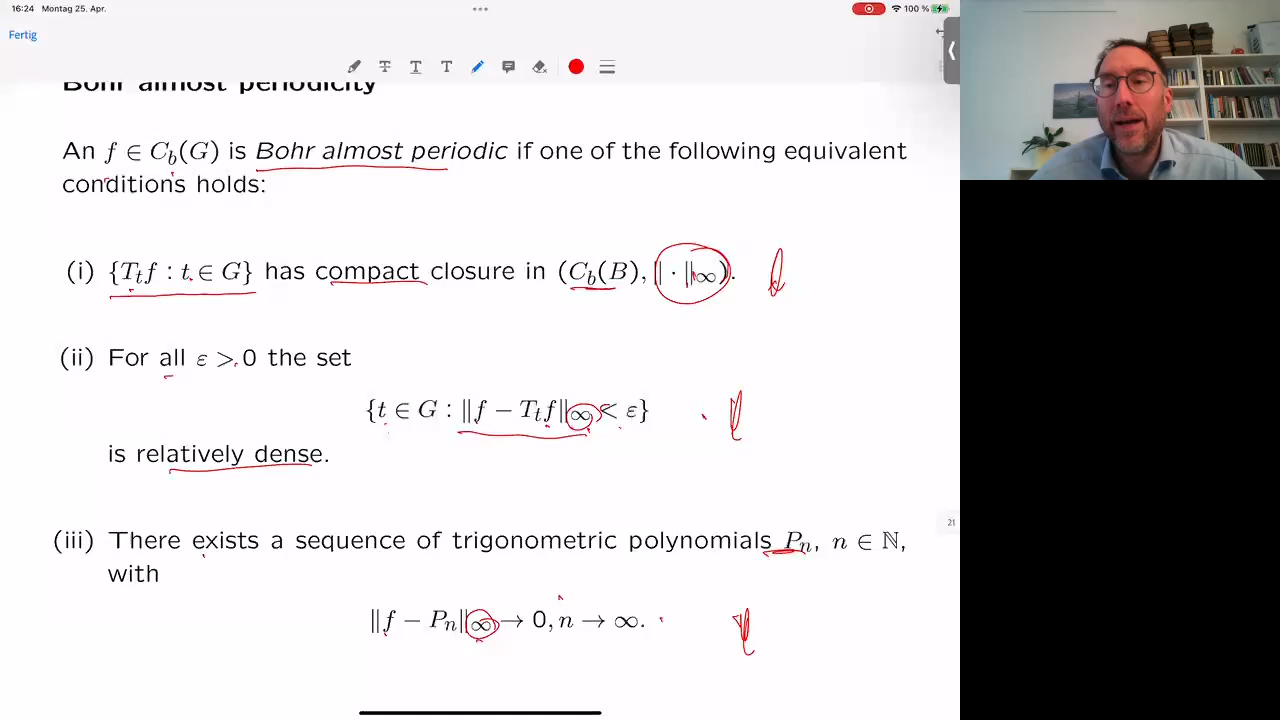 16:24 Montag 25. Apr.
100 %
Fertig
Bohr almost periodicity
An f ∈ C_b(G) is Bohr almost periodic if one of the following equivalent
conditions holds:
(i) {T_t f : t ∈ G} has compact closure in (C_b(B), ‖ · ‖_∞).
(ii) For all ε > 0 the set
{t ∈ G : ‖f − T_t f‖_∞ < ε}
is relatively dense.
21
(iii) There exists a sequence of trigonometric polynomials P_n, n ∈ ℕ,
with
‖f − P_n‖_∞ → 0, n → ∞.